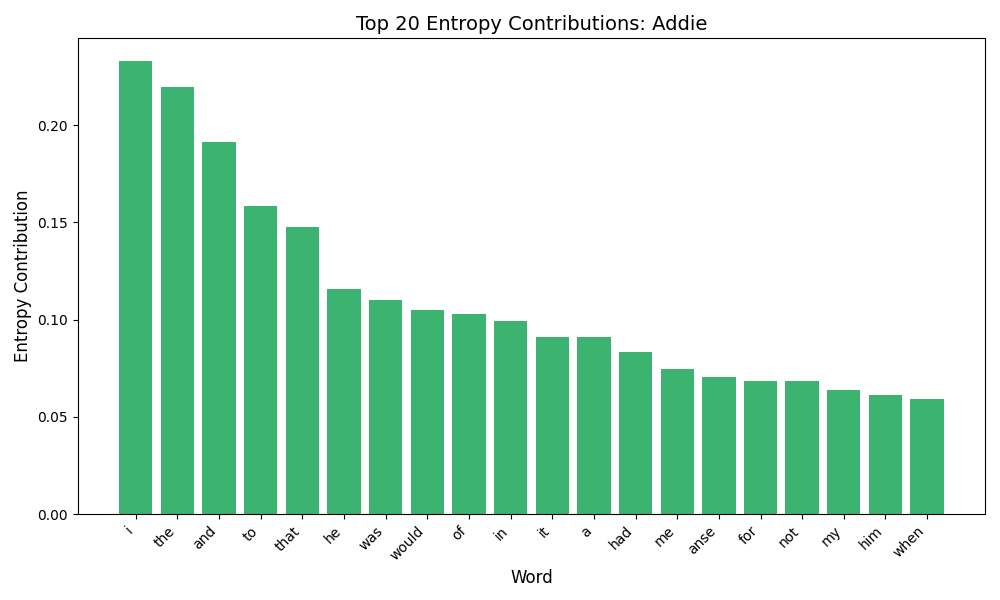 Top 20 Entropy Contributions: Addie
Entropy Contribution
0.20
0.15
0.10
0.05
0.00
i the and to that he was would of in it a had me anse for not my him when
Word